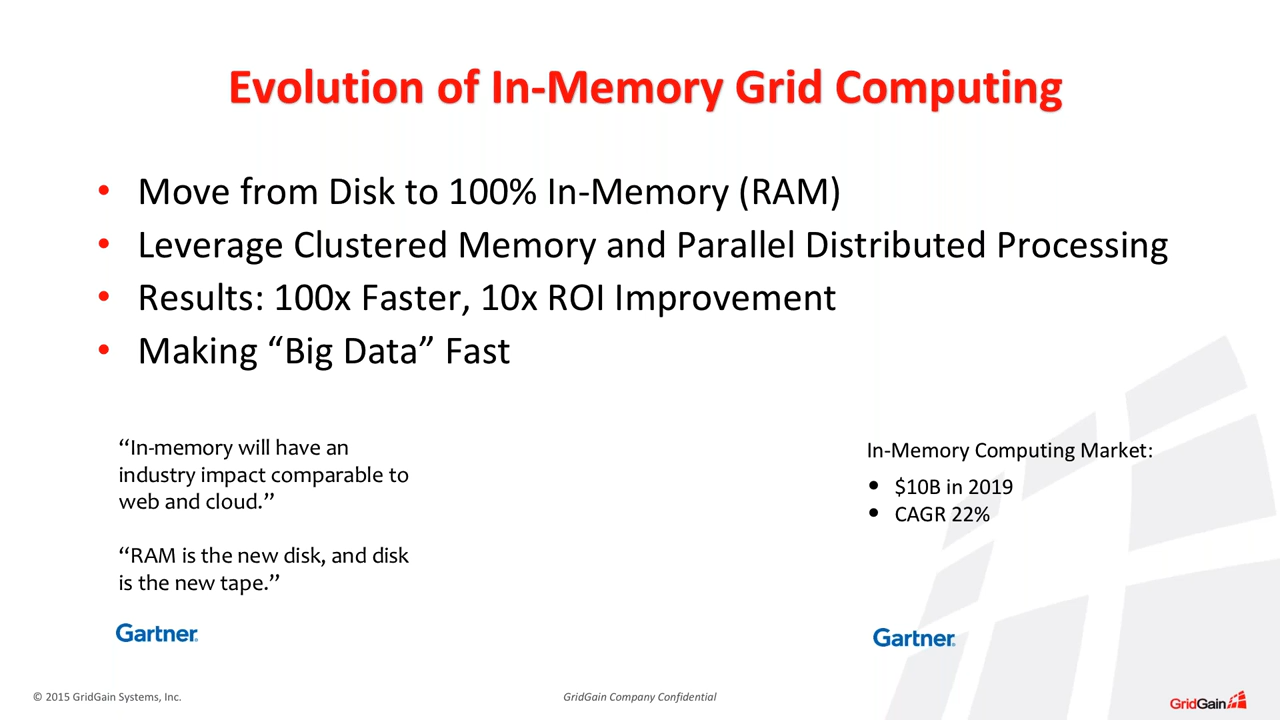 Evolution of In-Memory Grid Computing
• Move from Disk to 100% In-Memory (RAM)
• Leverage Clustered Memory and Parallel Distributed Processing
• Results: 100x Faster, 10x ROI Improvement
• Making “Big Data” Fast
“In-memory will have an
industry impact comparable to
web and cloud.”
“RAM is the new disk, and disk
is the new tape.”
Gartner®
In-Memory Computing Market:
• $10B in 2019
• CAGR 22%
Gartner®
© 2015 GridGain Systems, Inc.
GridGain Company Confidential
GridGain